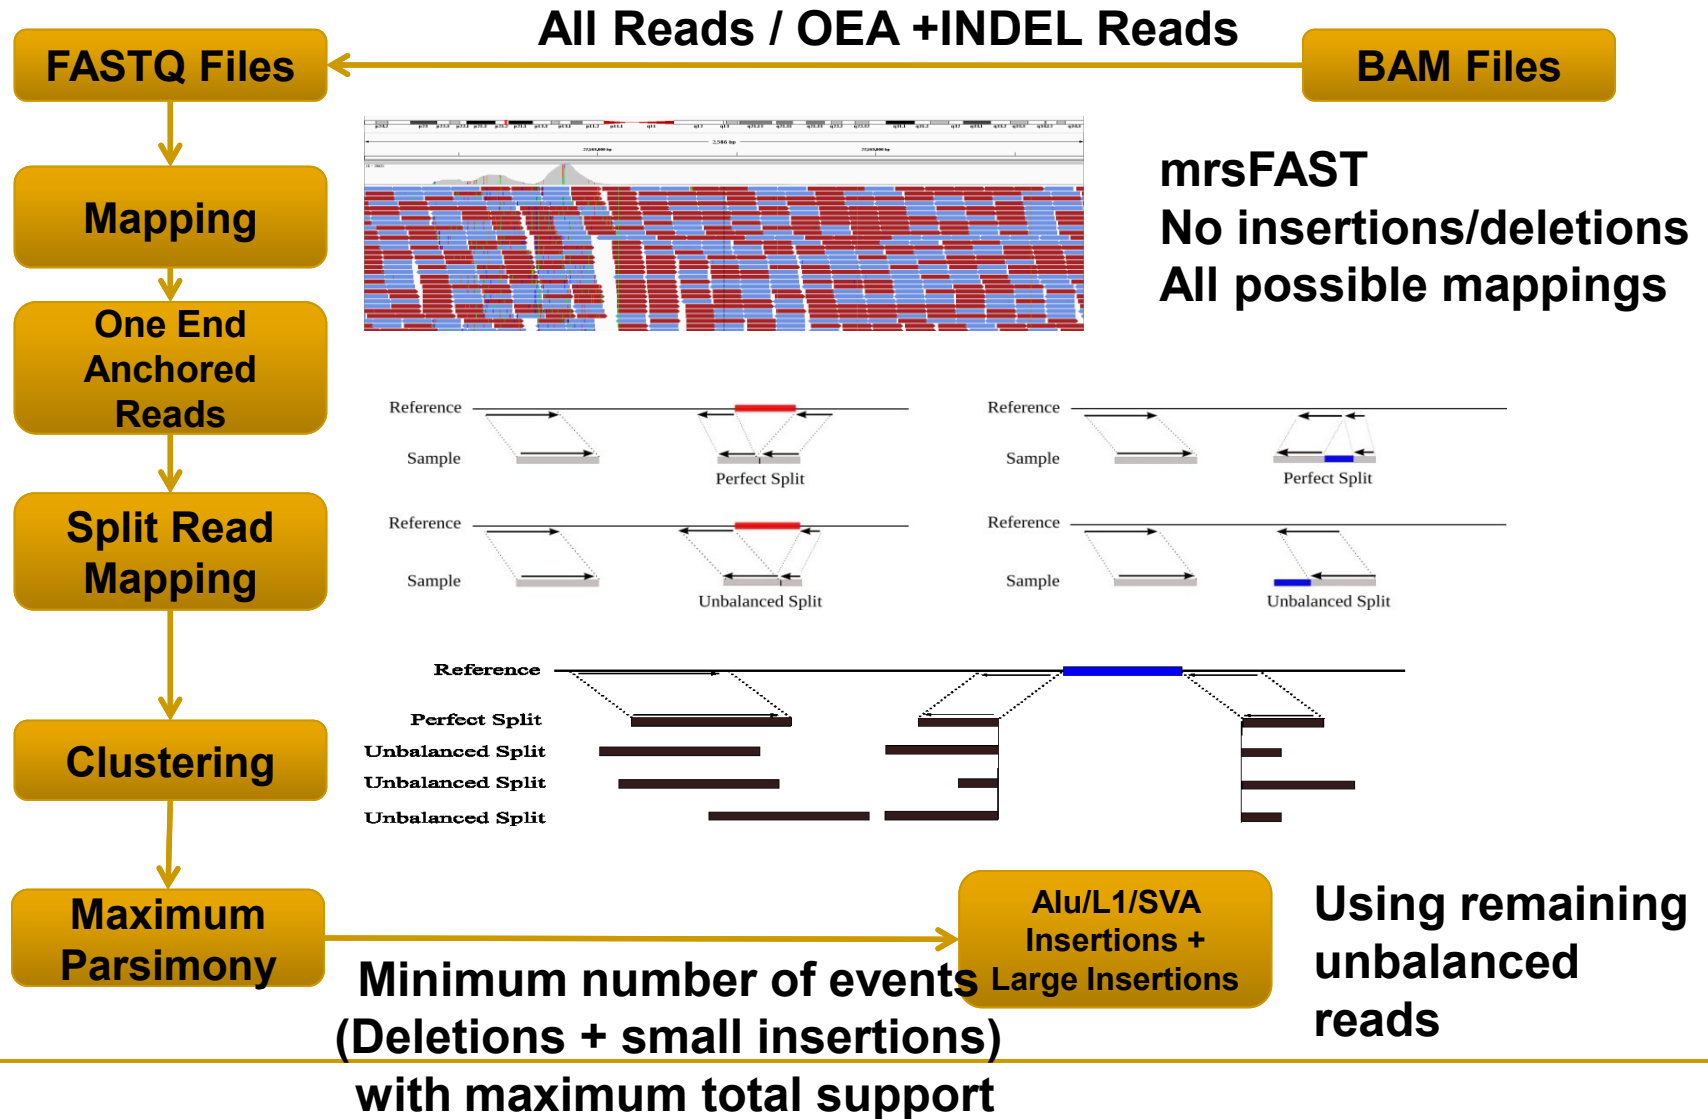 All Reads / OEA +INDEL Reads
FASTQ Files
BAM Files
Mapping
mrsFAST
No insertions/deletions
All possible mappings
One End
Anchored
Reads
Reference
Sample
Perfect Split
Reference
Sample
Perfect Split
Split Read
Mapping
Reference
Sample
Unbalanced Split
Reference
Sample
Unbalanced Split
Clustering
Reference
Perfect Split
Unbalanced Split
Unbalanced Split
Unbalanced Split
Maximum
Parsimony
Minimum number of events
(Deletions + small insertions)
with maximum total support
Alu/L1/SVA
Insertions +
Large Insertions
Using remaining
unbalanced
reads